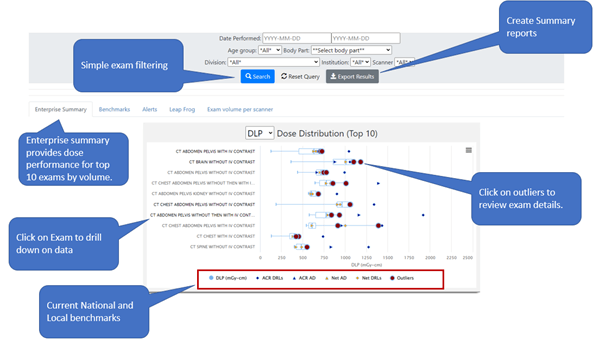 Create Summary
reports
Date Performed: YYYY-MM-DD YYYY-MM-DD
Age group: *All* Body Part: **Select body part**
Division: *All* Institution: *All* Scanner *All*
Simple exam filtering
Search Reset Query Export Results
Enterprise Summary Benchmarks Alerts Leap Frog Exam volume per scanner
Enterprise summary
provides dose
performance for top
10 exams by volume.
DLP Dose Distribution (Top 10)
CT ABDOMEN PELVIS WITH IV CONTRAST
CT BRAIN WITHOUT IV CONTRAST
CT ABDOMEN PELVIS WITHOUT IV CONTRAST
CT CHEST ABDOMEN PELVIS WITHOUT THEN WITH I...
CT ABDOMEN PELVIS KIDNEY WITHOUT IV CONTRAST
CT CHEST ABDOMEN PELVIS WITHOUT IV CONTRAST
CT ABDOMEN PELVIS WITHOUT THEN WITH IV CONT...
CT CHEST ABDOMEN PELVIS WITH IV CONTRAST
CT CHEST WITH IV CONTRAST
CT SPINE WITHOUT IV CONTRAST
0 250 500 750 1000 1250 1500 1750 2000 2250 2500
DLP (mGy-cm)
Click on outliers to
review exam details.
Click on Exam to drill
down on data
DLP (mGy-cm) ACR DRLs ACR AD Net AD Net DRLs Outliers
Current National and
Local benchmarks